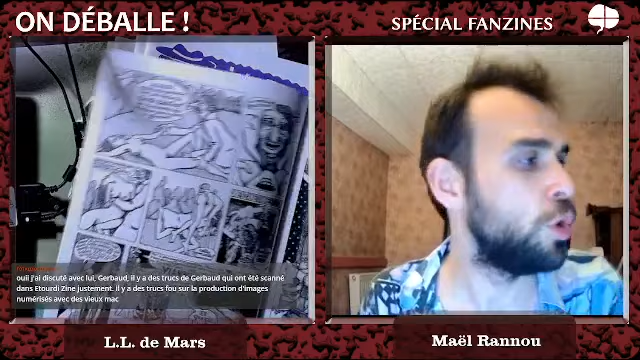 ON DÉBALLE !
SPÉCIAL FANZINES
ouii j'ai discuté avec lui, Gerbaud, il y a des trucs de Gerbaud qui ont été scanné
dans Etourdi Zine justement. il y a des trucs fou sur la production d'images
numérisés avec des vieux mac
L.L. de Mars
Maël Rannou